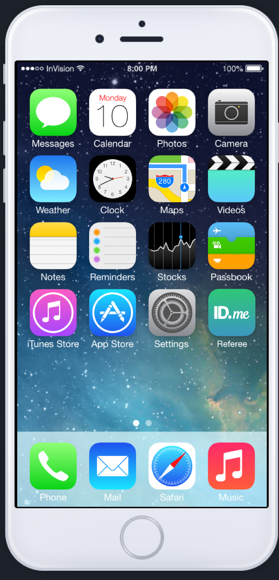 InVision 8:00 PM 100%
Monday
10
280
ID.me
Messages Calendar Photos Camera
Weather Clock Maps Videos
Notes Reminders Stocks Passbook
iTunes Store App Store Settings Referee
Phone Mail Safari Music